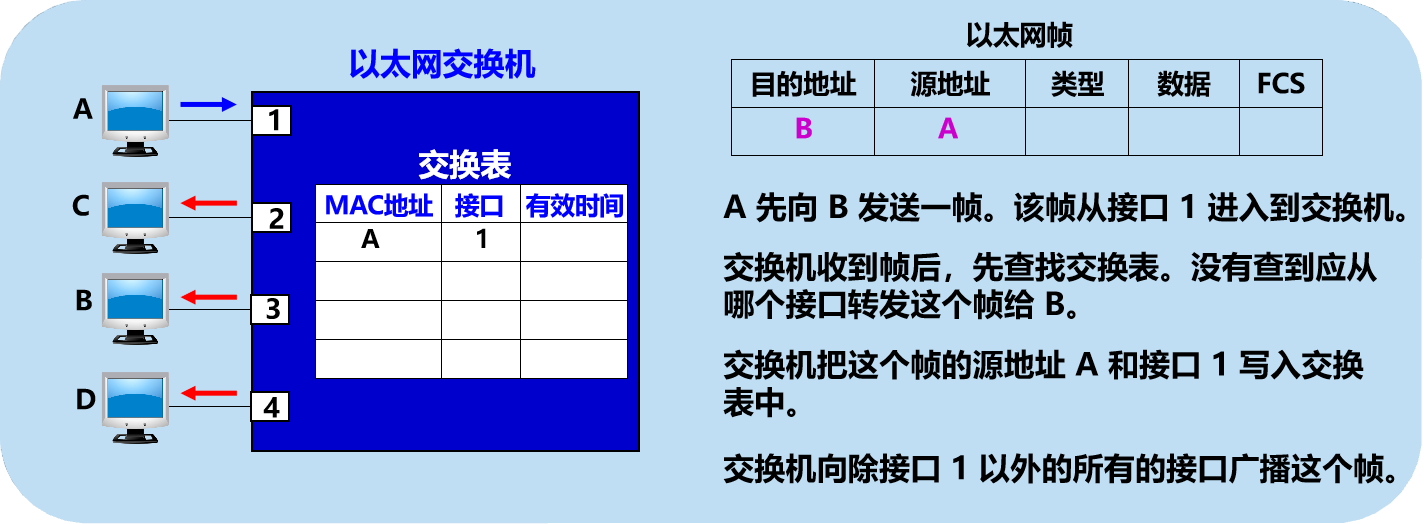 以太网交换机
A
1
C
2
B
3
D
4
交换表
MAC地址 接口 有效时间
A 1
以太网帧
目的地址 源地址 类型 数据 FCS
B A
A 先向 B 发送一帧。该帧从接口 1 进入到交换机。
交换机收到帧后，先查找交换表。没有查到应从
哪个接口转发这个帧给 B。
交换机把这个帧的源地址 A 和接口 1 写入交换
表中。
交换机向除接口 1 以外的所有的接口广播这个帧。